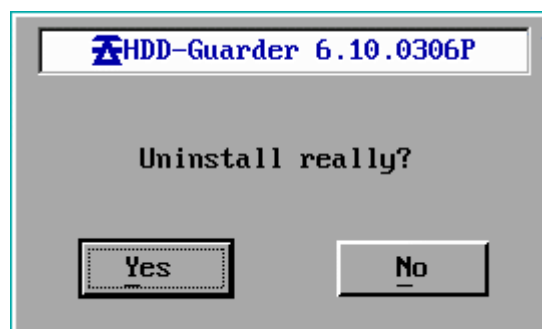 HDD-Guarder 6.10.0306P
Uninstall really?
Yes
No